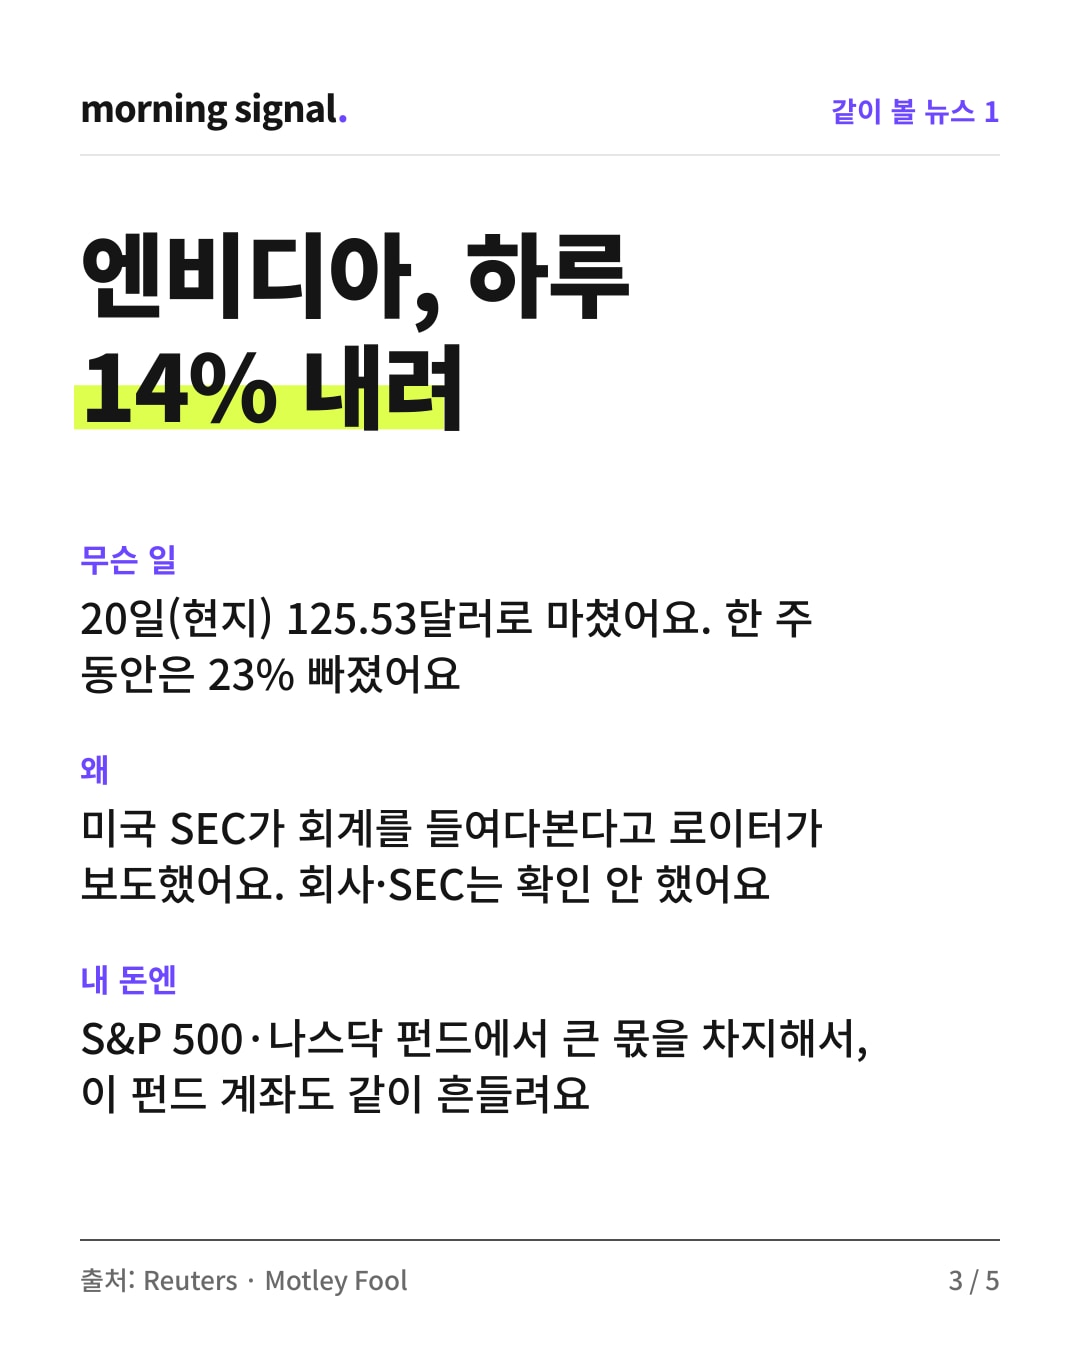 morning signal.
같이 볼 뉴스 1
엔비디아, 하루
14% 내려
무슨 일
20일(현지) 125.53달러로 마쳤어요. 한 주
동안은 23% 빠졌어요
왜
미국 SEC가 회계를 들여다본다고 로이터가
보도했어요. 회사·SEC는 확인 안 했어요
내 돈엔
S&P 500·나스닥 펀드에서 큰 몫을 차지해서,
이 펀드 계좌도 같이 흔들려요
출처: Reuters · Motley Fool
3 / 5